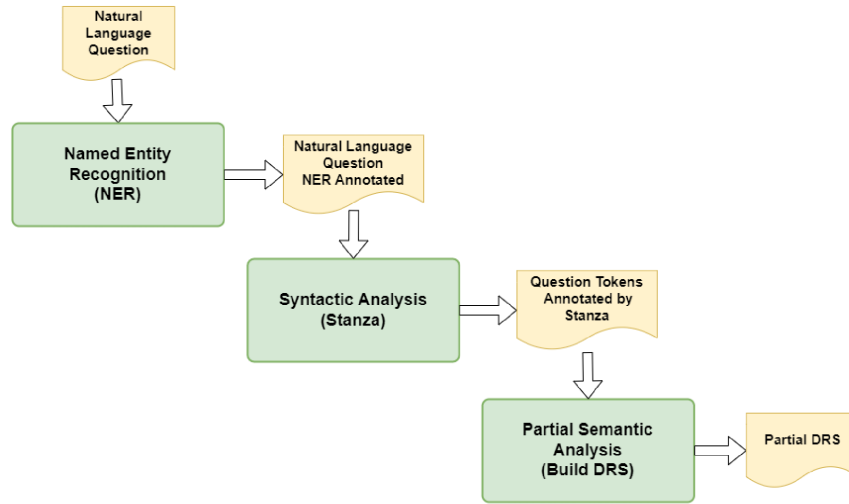 Natural
Language
Question
Named Entity
Recognition
(NER)
Natural Language
Question
NER Annotated
Syntactic Analysis
(Stanza)
Question Tokens
Annotated by
Stanza
Partial Semantic
Analysis
(Build DRS)
Partial DRS